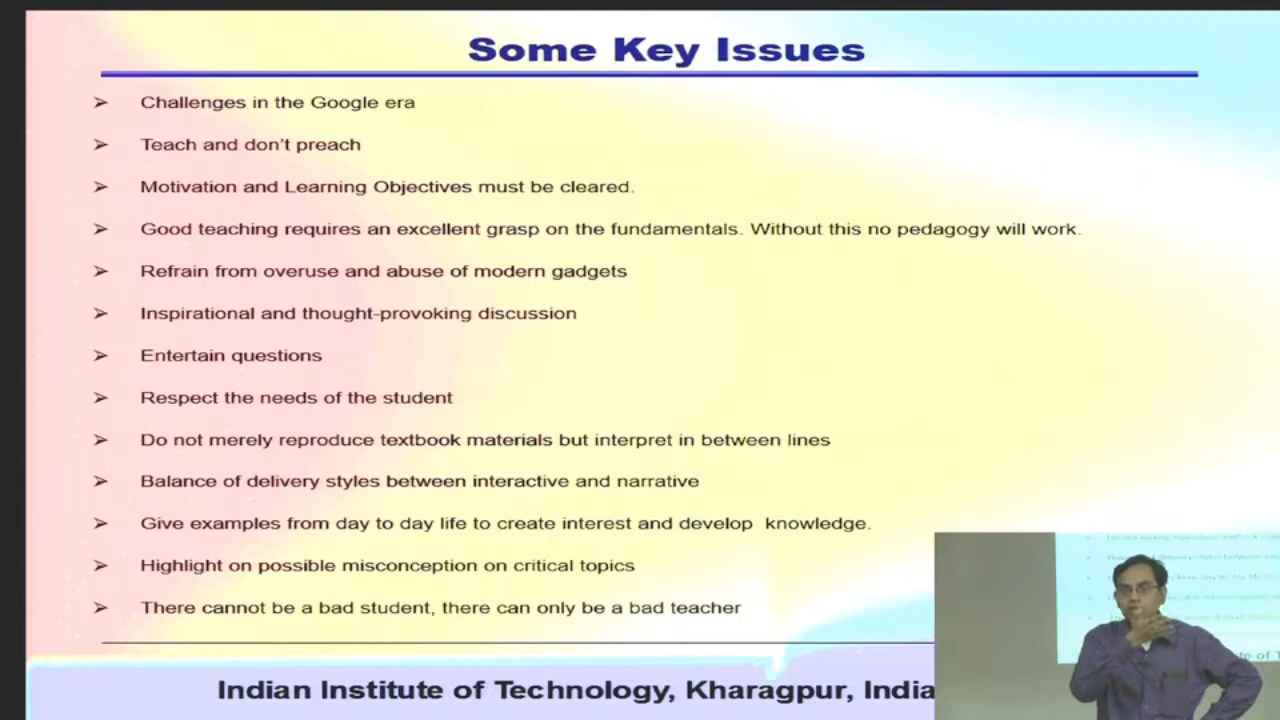 Some Key Issues
➢ Challenges in the Google era
➢ Teach and don't preach
➢ Motivation and Learning Objectives must be cleared.
➢ Good teaching requires an excellent grasp on the fundamentals. Without this no pedagogy will work.
➢ Refrain from overuse and abuse of modern gadgets
➢ Inspirational and thought-provoking discussion
➢ Entertain questions
➢ Respect the needs of the student
➢ Do not merely reproduce textbook materials but interpret in between lines
➢ Balance of delivery styles between interactive and narrative
➢ Give examples from day to day life to create interest and develop  knowledge.
➢ Highlight on possible misconception on critical topics
➢ There cannot be a bad student, there can only be a bad teacher
Indian Institute of Technology, Kharagpur, India